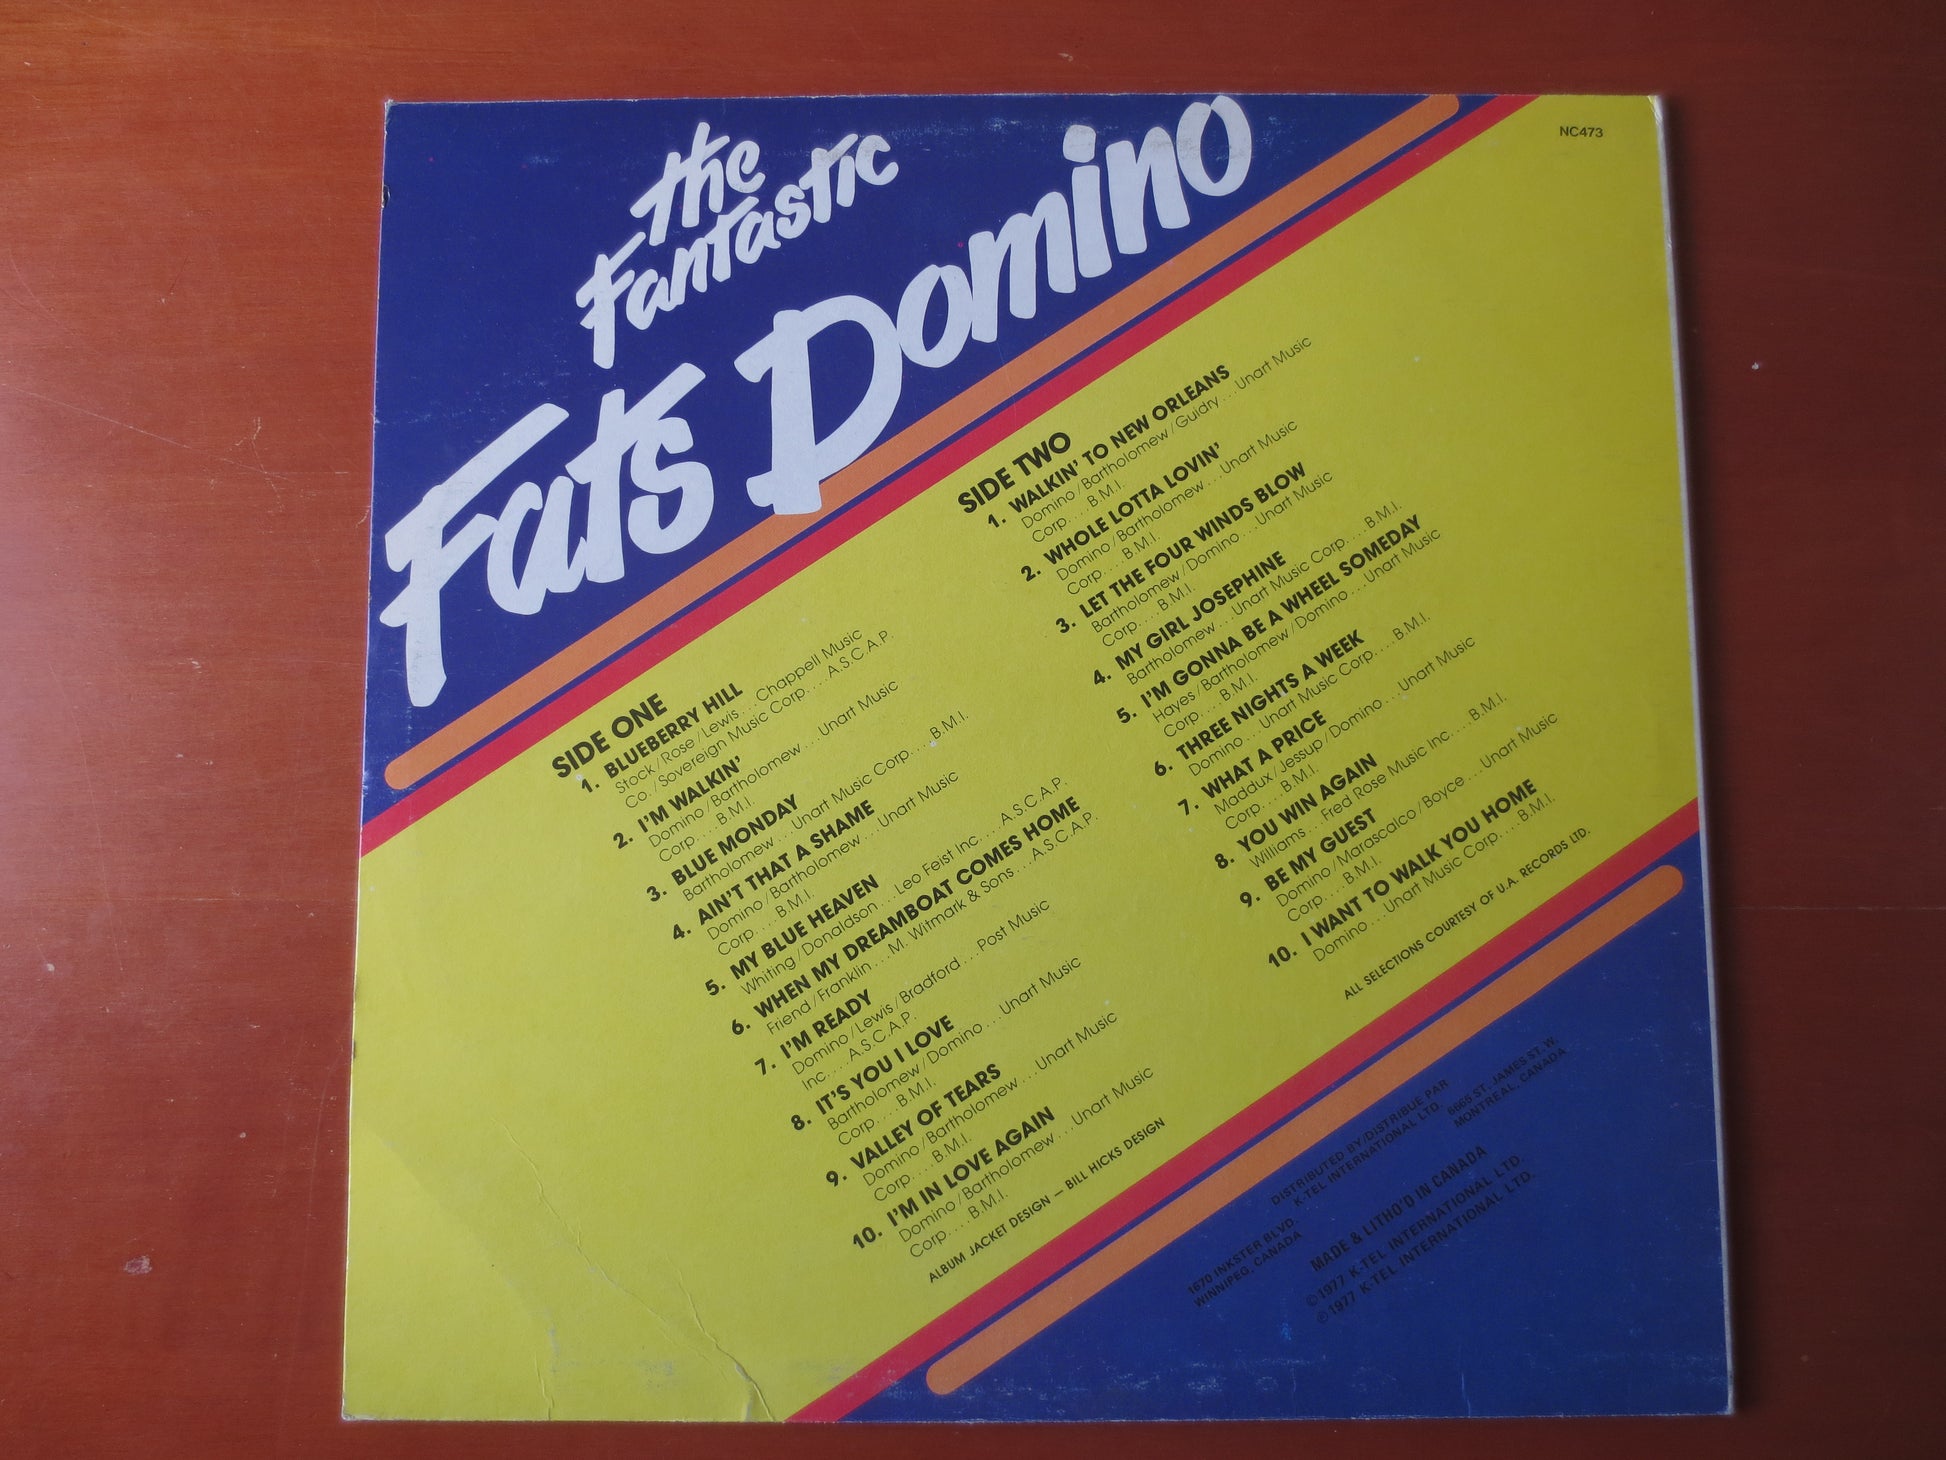 the
Fantastic
Fats Domino
NC473
SIDE ONE
1. BLUEBERRY HILL
Stock/Rose/Lewis...Chappell Music
Co./Sovereign Music Corp....A.S.C.A.P.
2. I'M WALKIN'
Domino/Bartholomew...Unart Music
Corp....B.M.I.
3. BLUE MONDAY
Bartholomew...Unart Music Corp....B.M.I.
4. AIN'T THAT A SHAME
Domino/Bartholomew...Unart Music
Corp....B.M.I.
5. MY BLUE HEAVEN
Whiting/Donaldson...Leo Feist Inc....A.S.C.A.P.
6. WHEN MY DREAMBOAT COMES HOME
Friend/Franklin...M. Witmark & Sons...A.S.C.A.P.
7. I'M READY
Domino/Lewis/Bradford...Post Music
Inc....A.S.C.A.P.
8. IT'S YOU I LOVE
Bartholomew/Domino...Unart Music
Corp....B.M.I.
9. VALLEY OF TEARS
Domino/Bartholomew...Unart Music
Corp....B.M.I.
10. I'M IN LOVE AGAIN
Domino/Bartholomew...Unart Music
Corp....B.M.I.
ALBUM JACKET DESIGN — BILL HICKS DESIGN
SIDE TWO
1. WALKIN' TO NEW ORLEANS
Domino/Bartholomew/Guidry...Unart Music
Corp....B.M.I.
2. WHOLE LOTTA LOVIN'
Domino/Bartholomew...Unart Music
Corp....B.M.I.
3. LET THE FOUR WINDS BLOW
Bartholomew/Domino...Unart Music
Corp....B.M.I.
4. MY GIRL JOSEPHINE
Bartholomew...Unart Music Corp....B.M.I.
5. I'M GONNA BE A WHEEL SOMEDAY
Hayes/Bartholomew/Domino...Unart Music
Corp....B.M.I.
6. THREE NIGHTS A WEEK
Domino...Unart Music Corp....B.M.I.
7. WHAT A PRICE
Maddux/Jessup/Domino...Unart Music
Corp....B.M.I.
8. YOU WIN AGAIN
Williams...Fred Rose Music Inc....B.M.I.
9. BE MY GUEST
Domino/Marascalco/Boyce...Unart Music
Corp....B.M.I.
10. I WANT TO WALK YOU HOME
Domino...Unart Music Corp....B.M.I.
ALL SELECTIONS COURTESY OF U.A. RECORDS LTD.
DISTRIBUTED BY/DISTRIBUE PAR
K-TEL INTERNATIONAL LTD.
1670 INKSTER BLVD.
WINNIPEG, CANADA
6666 ST. JAMES ST. W.
MONTREAL, CANADA
MADE & LITHO'D IN CANADA
©1977 K-TEL INTERNATIONAL LTD.
℗1977 K-TEL INTERNATIONAL LTD.